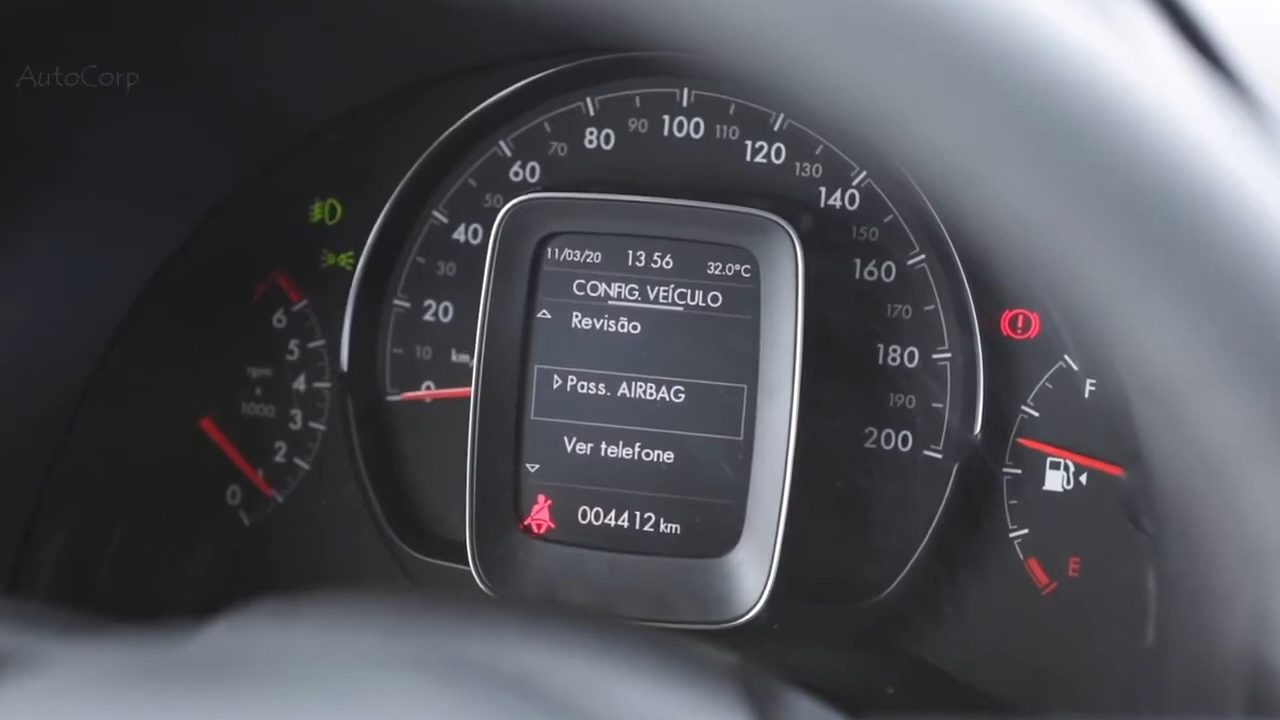 AutoCorp
11/03/20 13 56 32.0°C
CONFIG. VEÍCULO
Revisão
Pass. AIRBAG
Ver telefone
004412 km
0 10 20 30 40 50 60 70 80 90 100 110 120 130 140 150 160 170 180 190 200
km
6
5
4
3
2
0
rpm
1000
F
E